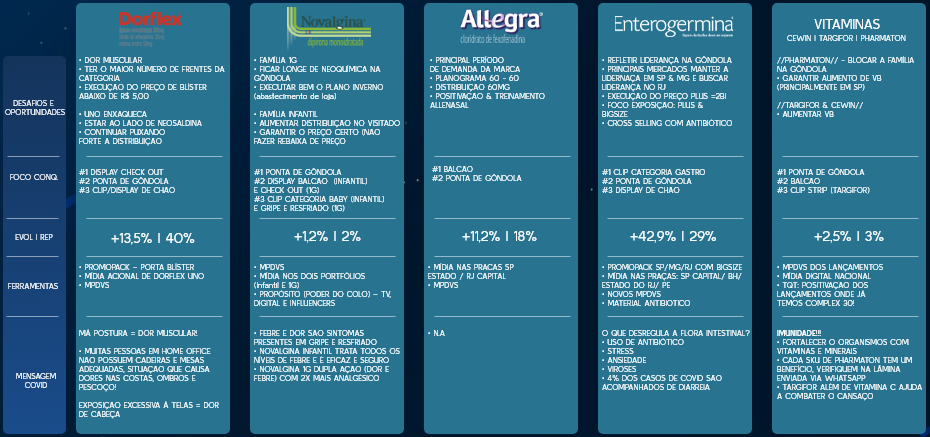 Dorflex
Novalgina
dipirona monoidratada
Allegra
cloridrato de fexofenadina
Enterogermina
VITAMINAS
CEWIN | TARGIFOR | PHARMATON
DESAFIOS E
OPORTUNIDADES
• DOR MUSCULAR
• TER O MAIOR NÚMERO DE FRENTES DA
CATEGORIA
• EXECUÇÃO DO PREÇO DE BLÍSTER
ABAIXO DE R$ 5,00
• UNO ENXAQUECA
• ESTAR AO LADO DE NEOSALDINA
• CONTINUAR PUXANDO
FORTE A DISTRIBUIÇÃO
• FAMÍLIA 1G
• FICAR LONGE DE NEOQUÍMICA NA
GÔNDOLA
• EXECUTAR BEM O PLANO INVERNO
(abastecimento de loja)
• FAMÍLIA INFANTIL
• AUMENTAR DISTRIBUIÇÃO NO VISITADO
• GARANTIR O PREÇO CERTO (NÃO
FAZER REBAIXA DE PREÇO
• PRINCIPAL PERÍODO
DE DEMANDA DA MARCA
• PLANOGRAMA 60 - 60
• DISTRIBUIÇÃO 60MG
• POSITIVAÇÃO & TREINAMENTO
ALLENASAL
• REFLETIR LIDERANÇA NA GÔNDOLA
• PRINCIPAIS MERCADOS MANTER A
LIDERNAÇA EM SP & MG E BUSCAR
LIDERANÇA NO RJ
• EXECUÇÃO DO PREÇO PLUS =2BI
• FOCO EXPOSIÇÃO: PLUS &
BIGSIZE
• CROSS SELLING COM ANTIBIÓTICO
//PHARMATON// – BLOCAR A FAMÍLIA
NA GÔNDOLA
• GARANTIR AUMENTO DE VB
(PRINCIPALMENTE EM SP)
//TARGIFOR & CEWIN//
• AUMENTAR VB
FOCO CONQ.
#1 DISPLAY CHECK OUT
#2 PONTA DE GÔNDOLA
#3 CLIP/DISPLAY DE CHÃO
#1 PONTA DE GÔNDOLA
#2 DISPLAY BALCÃO (INFANTIL)
E CHECK OUT (1G)
#3 CLIP CATEGORIA BABY (INFANTIL)
E GRIPE E RESFRIADO (1G)
#1 BALCÃO
#2 PONTA DE GÔNDOLA
#1 CLIP CATEGORIA GASTRO
#2 PONTA DE GÔNDOLA
#3 DISPLAY DE CHÃO
#1 PONTA DE GÔNDOLA
#2 BALCÃO
#3 CLIP STRIP (TARGIFOR)
EVOL | REP
+13,5% | 40%
+1,2% | 2%
+11,2% | 18%
+42,9% | 29%
+2,5% | 3%
FERRAMENTAS
• PROMOPACK – PORTA BLÍSTER
• MÍDIA ACIONAL DE DORFLEX UNO
• MPDVS
• MPDVS
• MÍDIA NOS DOIS PORTFÓLIOS
(Infantil E 1G)
• PROPÓSITO (PODER DO COLO) – TV,
DIGITAL E INFLUENCERS
• MÍDIA NAS PRAÇAS SP
ESTADO / RJ CAPITAL
• MPDVS
• PROMOPACK SP/MG/RJ COM BIGSIZE
• MÍDIA NAS PRAÇAS: SP CAPITAL/ BH/
ESTADO DO RJ/ PE
• NOVOS MPDVS
• MATERIAL ANTIBIÓTICO
• MPDVS DOS LANÇAMENTOS
• MÍDIA DIGITAL NACIONAL
• TQT: POSITIVAÇÃO DOS
LANÇAMENTOS ONDE JÁ
TEMOS COMPLEX 30!
MENSAGEM
COVID
MÁ POSTURA = DOR MUSCULAR!
• MUITAS PESSOAS EM HOME OFFICE
NÃO POSSUEM CADEIRAS E MESAS
ADEQUADAS, SITUAÇÃO QUE CAUSA
DORES NAS COSTAS, OMBROS E
PESCOÇO!
EXPOSIÇÃO EXCESSIVA À TELAS = DOR
DE CABEÇA
• FEBRE E DOR SÃO SINTOMAS
PRESENTES EM GRIPE E RESFRIADO
• NOVALGINA INFANTIL TRATA TODOS OS
NÍVEIS DE FEBRE E É EFICAZ E SEGURO
• NOVALGINA 1G DUPLA AÇÃO (DOR E
FEBRE) COM 2X MAIS ANALGÉSICO
• N.A
O QUE DESREGULA A FLORA INTESTINAL?
• USO DE ANTIBIÓTICO
• STRESS
• ANSIEDADE
• VIROSES
• 4% DOS CASOS DE COVID SÃO
ACOMPANHADOS DE DIARREIA
IMUNIDADE!!!
• FORTALECER O ORGANISMOS COM
VITAMINAS E MINERAIS
• CADA SKU DE PHARMATON TEM UM
BENEFÍCIO, VERIFIQUEM NA LÂMINA
ENVIADA VIA WHATSAPP
• TARGIFOR ALÉM DE VITAMINA C AJUDA
A COMBATER O CANSAÇO